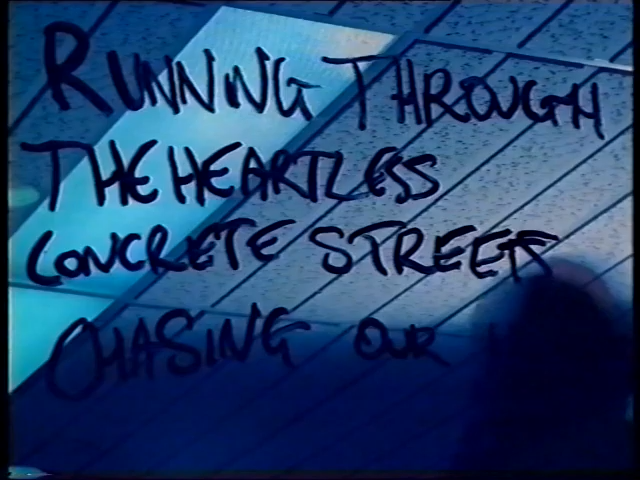 RUNNING THROUGH
THE HEARTLESS
CONCRETE STREETS
CHASING OUR